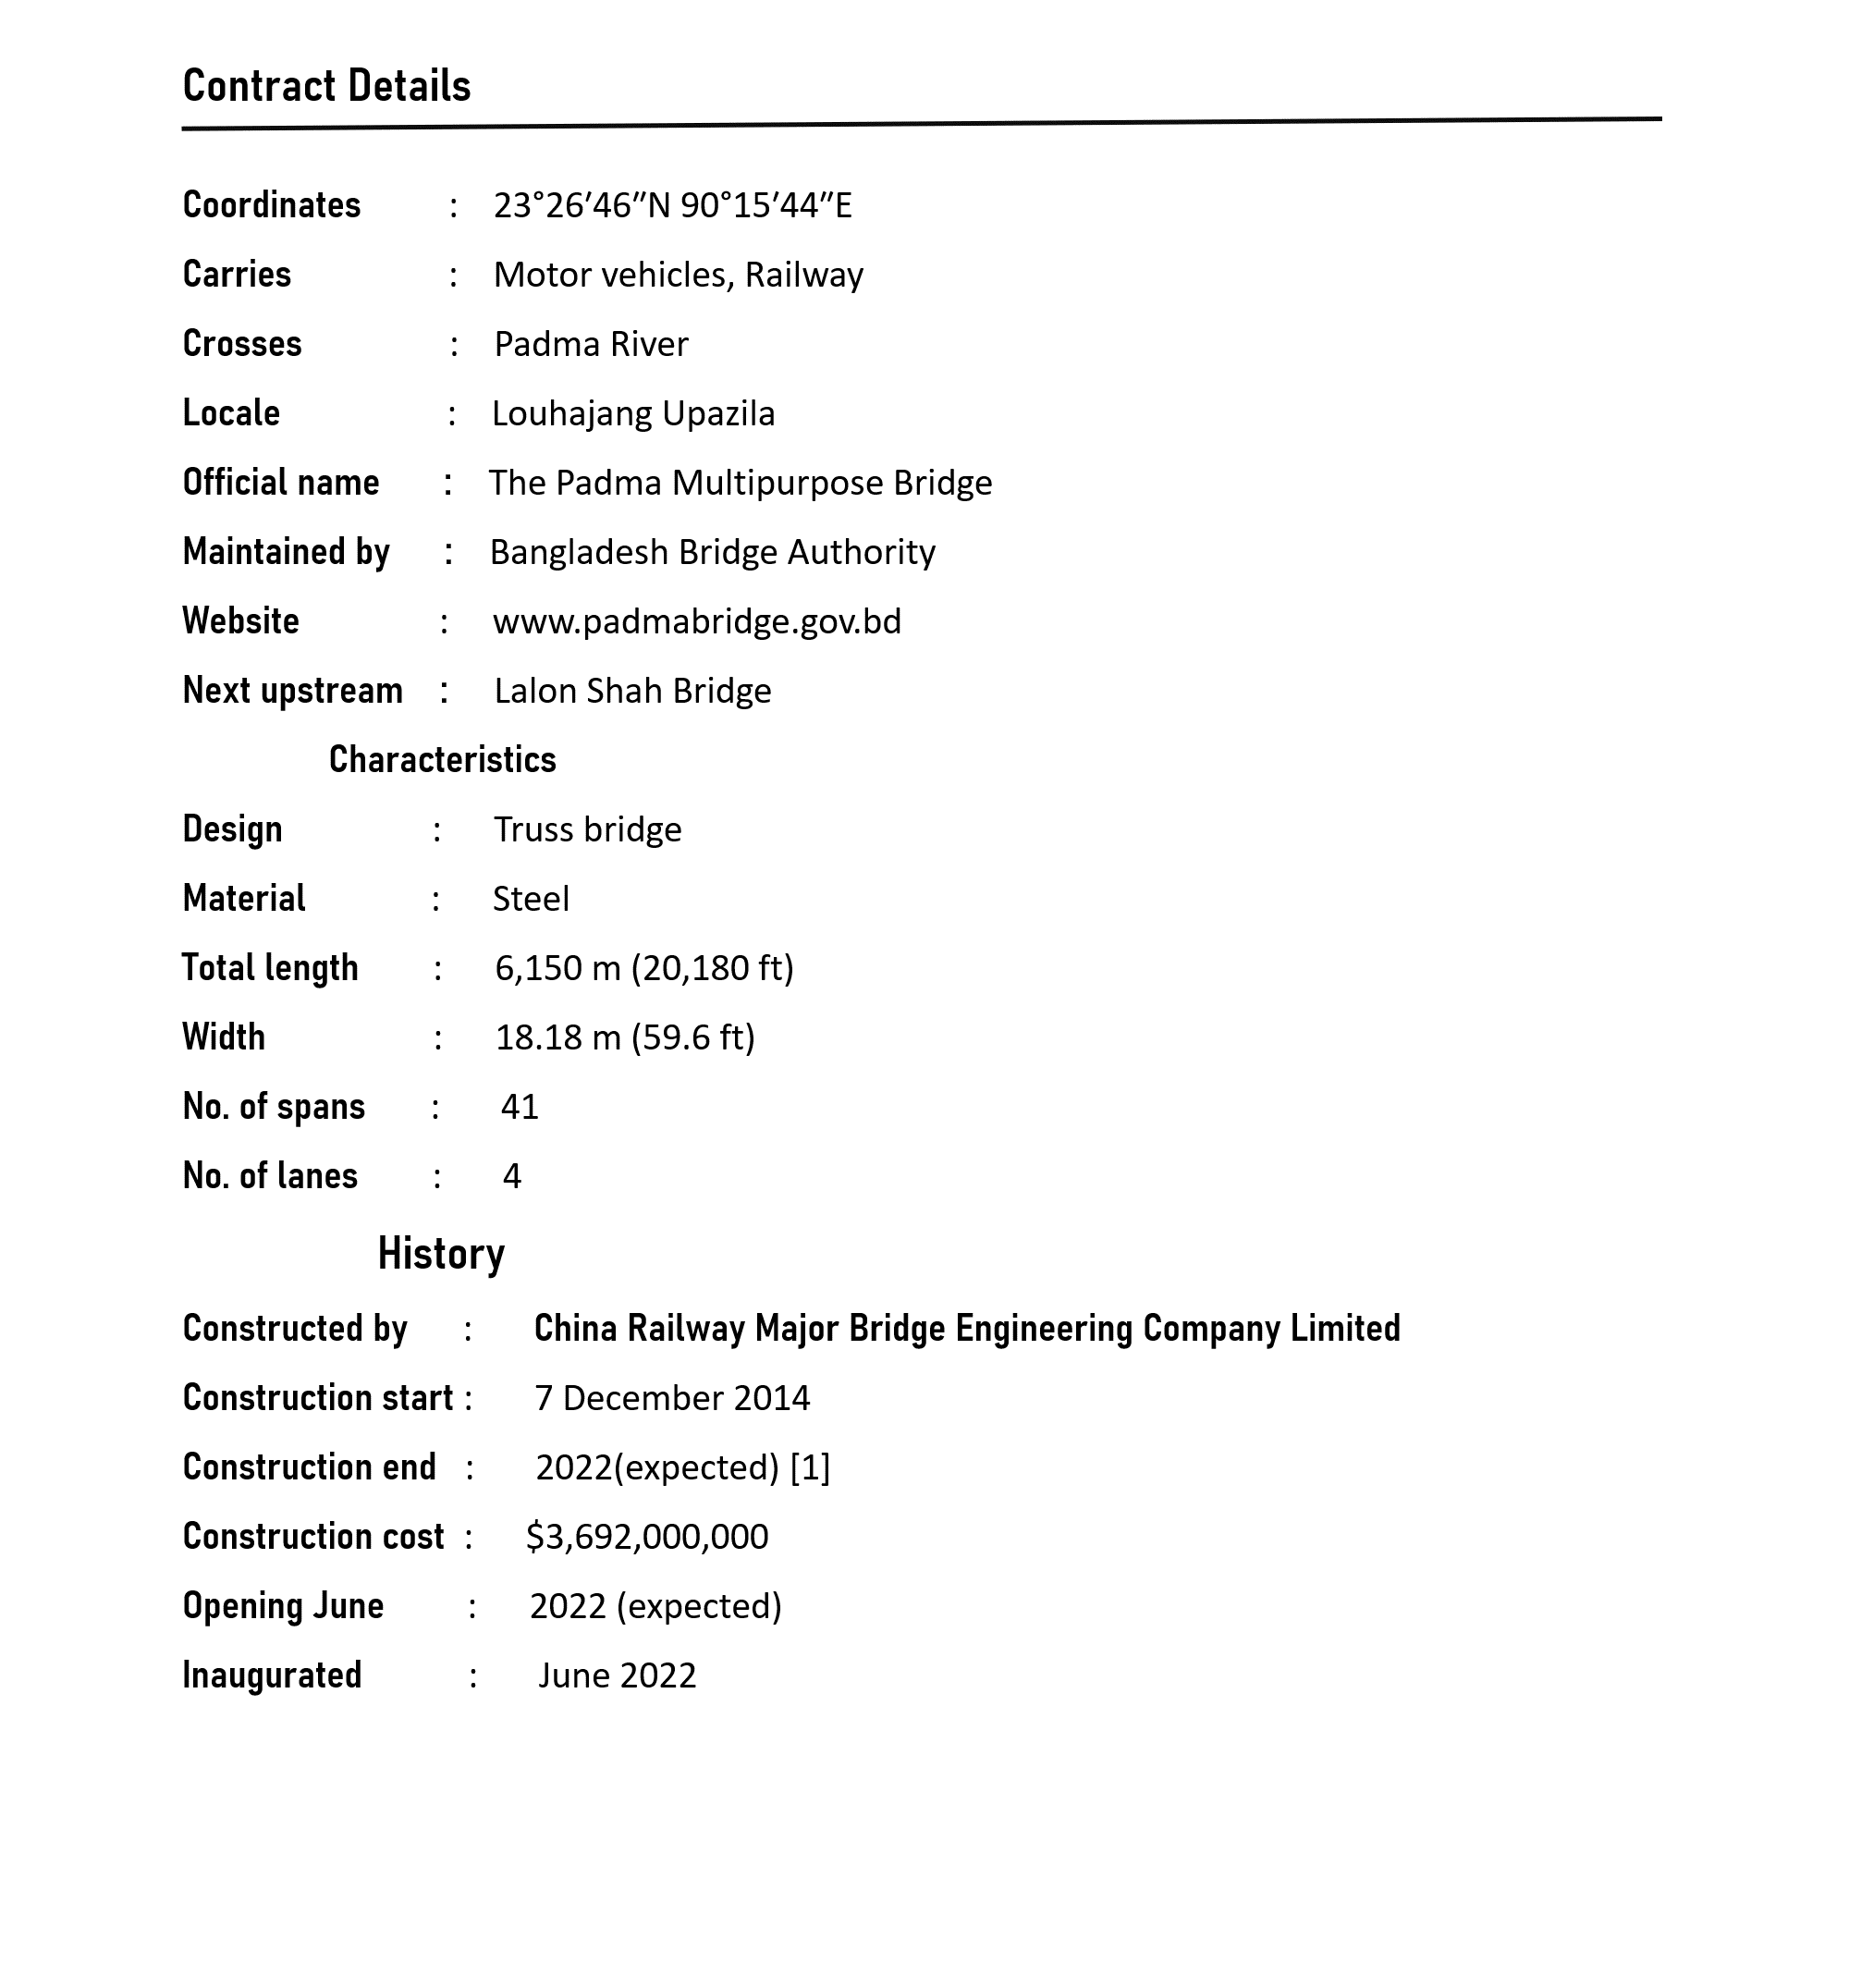 Contract Details
Coordinates : 23°26′46″N 90°15′44″E
Carries : Motor vehicles, Railway
Crosses : Padma River
Locale : Louhajang Upazila
Official name : The Padma Multipurpose Bridge
Maintained by : Bangladesh Bridge Authority
Website : www.padmabridge.gov.bd
Next upstream : Lalon Shah Bridge
Characteristics
Design : Truss bridge
Material : Steel
Total length : 6,150 m (20,180 ft)
Width : 18.18 m (59.6 ft)
No. of spans : 41
No. of lanes : 4
History
Constructed by : China Railway Major Bridge Engineering Company Limited
Construction start : 7 December 2014
Construction end : 2022(expected) [1]
Construction cost : $3,692,000,000
Opening June : 2022 (expected)
Inaugurated : June 2022